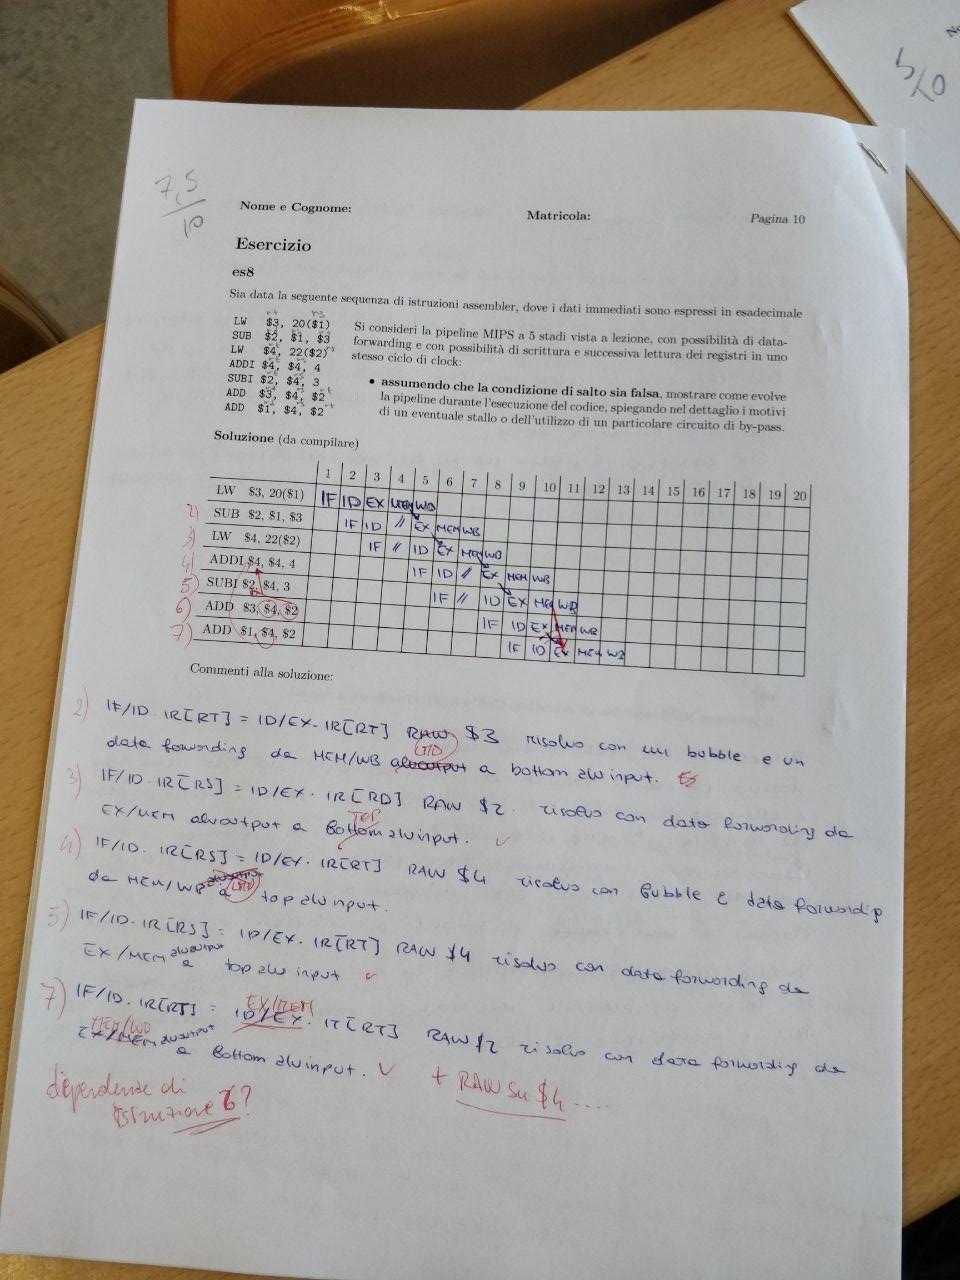 5/10
7,5/10
Nome e Cognome: Matricola: Pagina 10
Esercizio
es8
Sia data la seguente sequenza di istruzioni assembler, dove i dati immediati sono espressi in esadecimale
LW $3, 20($1)
SUB $2, $1, $3
LW $4, 22($2)
ADDI $4, $4, 4
SUBI $2, $4, 3
ADD $3, $4, $2
ADD $1, $4, $2
Si consideri la pipeline MIPS a 5 stadi vista a lezione, con possibilità di data-
forwarding e con possibilità di scrittura e successiva lettura dei registri in uno
stesso ciclo di clock:
• assumendo che la condizione di salto sia falsa, mostrare come evolve
la pipeline durante l'esecuzione del codice, spiegando nel dettaglio i motivi
di un eventuale stallo o dell'utilizzo di un particolare circuito di by-pass.
Soluzione (da compilare)
1 2 3 4 5 6 7 8 9 10 11 12 13 14 15 16 17 18 19 20
LW $3, 20($1) IF ID EX MEM WB
2) SUB $2, $1, $3 IF ID // EX MEM WB
3) LW $4, 22($2) IF // ID EX MEM WB
4) ADDI $4, $4, 4 IF ID // EX MEM WB
5) SUBI $2, $4, 3 IF // ID EX MEM WB
6) ADD $3, $4, $2 IF ID EX MEM WB
7) ADD $1, $4, $2 IF ID EX MEM WB
Commenti alla soluzione:
2) IF/ID. IR[RT] = ID/EX. IR[RT] RAW $3 risolvo con un bubble e un
data forwording da MEM/WB aluoutput a bottom alu input.
3) IF/ID. IR[RS] = ID/EX. IR[RD] RAW $2. risolvo con data forwording da
EX/MEM aluoutput a bottom TOP alu input. v
4) IF/ID. IR[RS] = ID/EX. IR[RT] RAW $4 risolvo con bubble e data forwording
da MEM/WB a top alu input.
5) IF/ID. IR[RS] = ID/EX. IR[RT] RAW $4 risolvo con data forwording da
EX/MEM aluoutput a top alu input v
7) IF/ID. IR[RT] = ID/EX EX/MEM. IR[RT] RAW $2 risolvo con data forwording da
EX/MEM MEM/WB aluoutput a bottom alu input. v + RAW su $4 ....
dipendenze di
istruzione 6?